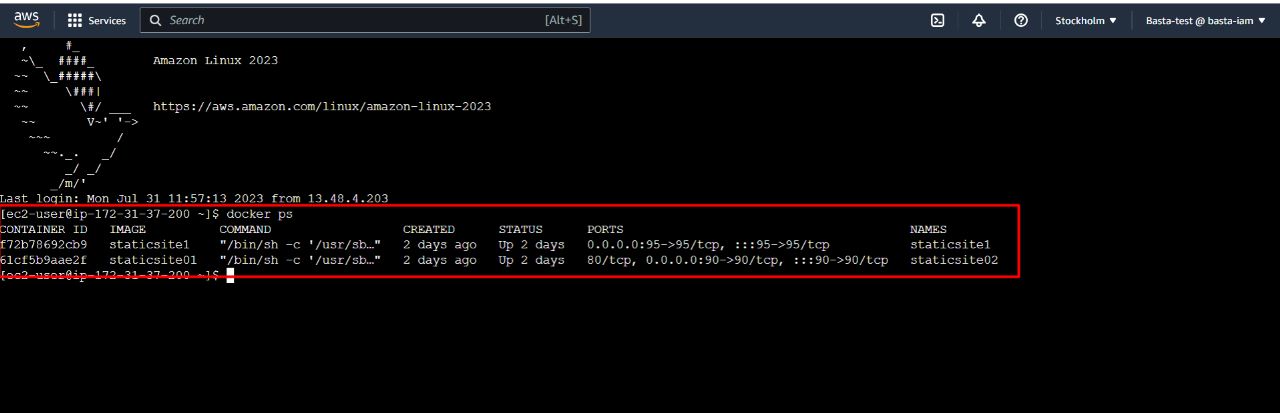 aws Services Search [Alt+S] Stockholm ▼ Basta-test @ basta-iam ▼
   ,     #_
   ~\_  ####_        Amazon Linux 2023
  ~~  \_#####\
  ~~     \###|
  ~~       \#/ ___   https://aws.amazon.com/linux/amazon-linux-2023
   ~~       V~' '->
    ~~~         /
      ~~._.   _/
         _/ _/
       _/m/'
Last login: Mon Jul 31 11:57:13 2023 from 13.48.4.203
[ec2-user@ip-172-31-37-200 ~]$ docker ps
CONTAINER ID   IMAGE          COMMAND                  CREATED      STATUS      PORTS                                     NAMES
f72b78692cb9   staticsite1    "/bin/sh -c '/usr/sb…"   2 days ago   Up 2 days   0.0.0.0:95->95/tcp, :::95->95/tcp         staticsite1
61cf5b9aae2f   staticsite01   "/bin/sh -c '/usr/sb…"   2 days ago   Up 2 days   80/tcp, 0.0.0.0:90->90/tcp, :::90->90/tcp   staticsite02
[ec2-user@ip-172-31-37-200 ~]$